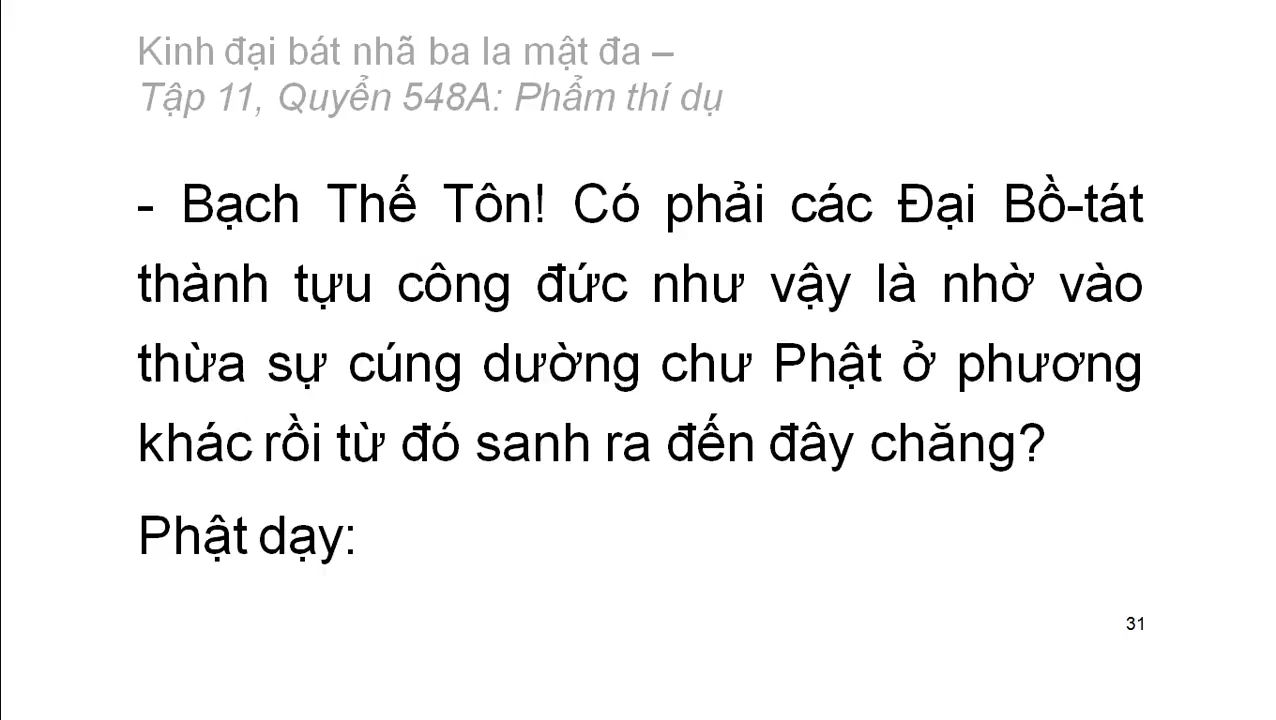 Kinh đại bát nhã ba la mật đa –
Tập 11, Quyển 548A: Phẩm thí dụ
- Bạch Thế Tôn! Có phải các Đại Bồ-tát
thành tựu công đức như vậy là nhờ vào
thừa sự cúng dường chư Phật ở phương
khác rồi từ đó sanh ra đến đây chăng?
Phật dạy:
31